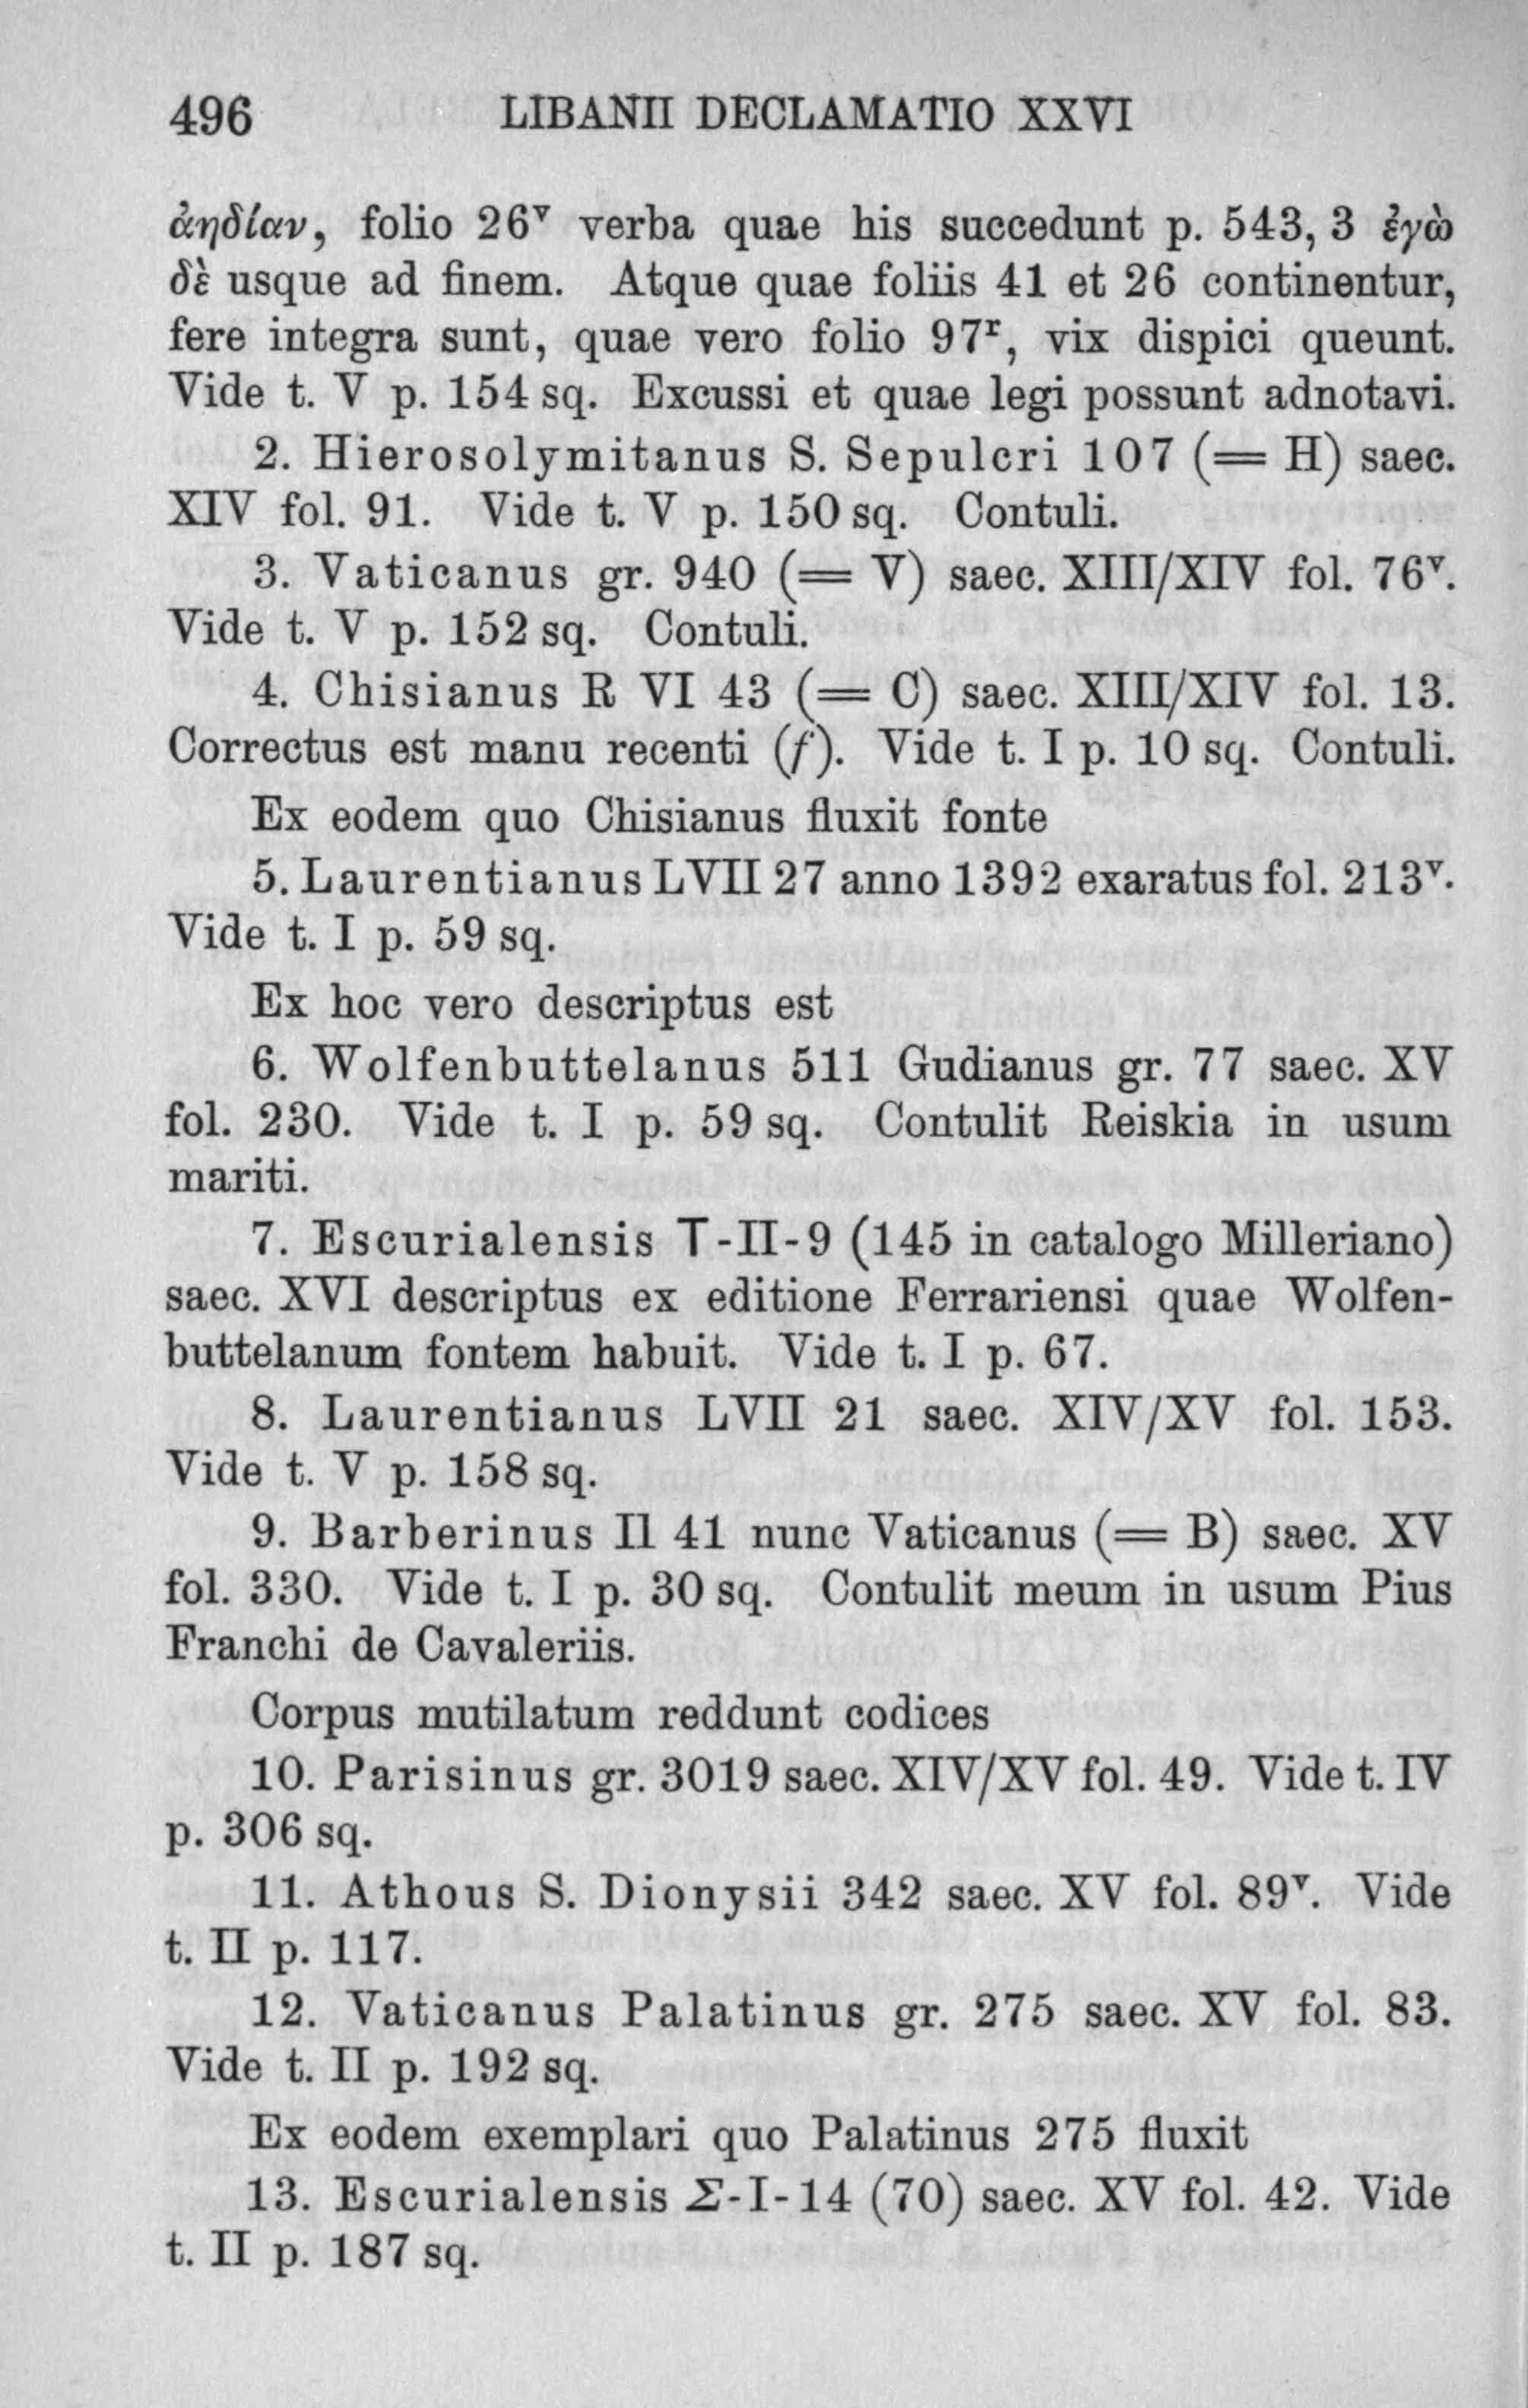 496 LIBANII DECLAMATIO XXVI
ἀηδίαν, folio 26ᵛ verba quae his succedunt p. 543, 3 ἐγὼ
δὲ usque ad finem. Atque quae foliis 41 et 26 continentur,
fere integra sunt, quae vero folio 97ʳ, vix dispici queunt.
Vide t. V p. 154 sq. Excussi et quae legi possunt adnotavi.
2. Hierosolymitanus S. Sepulcri 107 (= H) saec.
XIV fol. 91. Vide t. V p. 150 sq. Contuli.
3. Vaticanus gr. 940 (= V) saec. XIII/XIV fol. 76ᵛ.
Vide t. V p. 152 sq. Contuli.
4. Chisianus R VI 43 (= C) saec. XIII/XIV fol. 13.
Correctus est manu recenti (f). Vide t. I p. 10 sq. Contuli.
Ex eodem quo Chisianus fluxit fonte
5. Laurentianus LVII 27 anno 1392 exaratus fol. 213ᵛ.
Vide t. I p. 59 sq.
Ex hoc vero descriptus est
6. Wolfenbuttelanus 511 Gudianus gr. 77 saec. XV
fol. 230. Vide t. I p. 59 sq. Contulit Reiskia in usum
mariti.
7. Escurialensis T-II-9 (145 in catalogo Milleriano)
saec. XVI descriptus ex editione Ferrariensi quae Wolfen-
buttelanum fontem habuit. Vide t. I p. 67.
8. Laurentianus LVII 21 saec. XIV/XV fol. 153.
Vide t. V p. 158 sq.
9. Barberinus II 41 nunc Vaticanus (= B) saec. XV
fol. 330. Vide t. I p. 30 sq. Contulit meum in usum Pius
Franchi de Cavaleriis.
Corpus mutilatum reddunt codices
10. Parisinus gr. 3019 saec. XIV/XV fol. 49. Vide t. IV
p. 306 sq.
11. Athous S. Dionysii 342 saec. XV fol. 89ᵛ. Vide
t. II p. 117.
12. Vaticanus Palatinus gr. 275 saec. XV fol. 83.
Vide t. II p. 192 sq.
Ex eodem exemplari quo Palatinus 275 fluxit
13. Escurialensis Σ-I-14 (70) saec. XV fol. 42. Vide
t. II p. 187 sq.